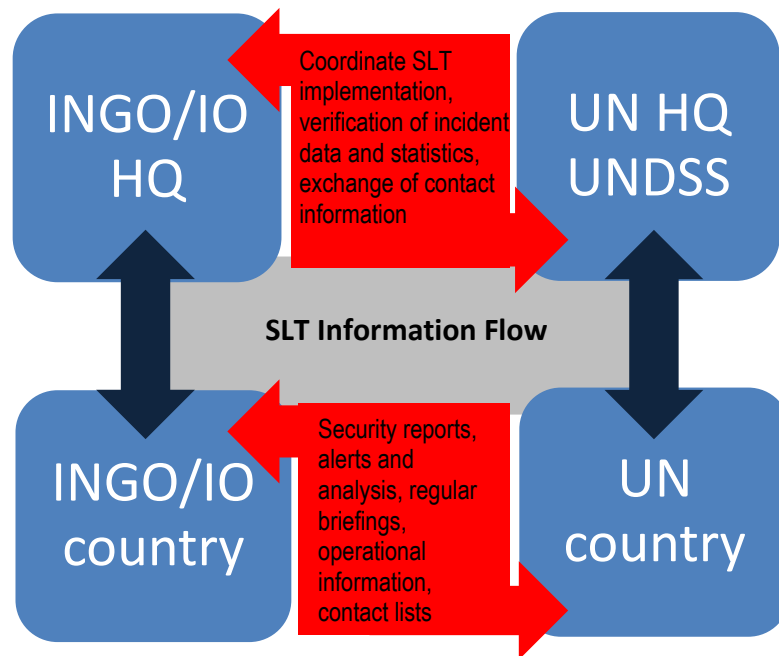 INGO/IO
HQ
Coordinate SLT
implementation,
verification of incident
data and statistics,
exchange of contact
information
UN HQ
UNDSS
SLT Information Flow
INGO/IO
country
Security reports,
alerts and
analysis, regular
briefings,
operational
information,
contact lists
UN
country